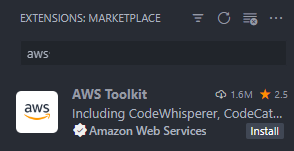 EXTENSIONS: MARKETPLACE
aws
aws
AWS Toolkit 1.6M 2.5
Including CodeWhisperer, CodeCat...
Amazon Web Services Install